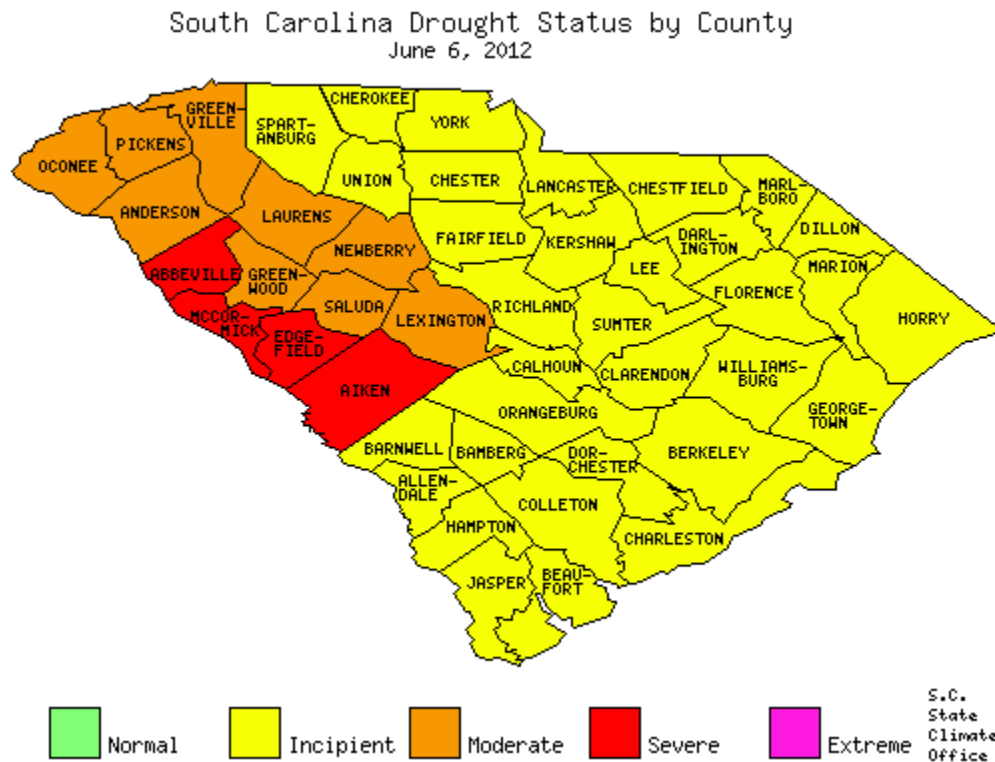 South Carolina Drought Status by County
June 6, 2012
CHEROKEE
GREEN-
VILLE
SPART-
ANBURG
YORK
PICKENS
OCONEE
UNION
CHESTER
LANCASTER
CHESTFIELD
MARL-
BORO
ANDERSON
LAURENS
DILLON
NEWBERRY
FAIRFIELD
KERSHAW
DARL-
INGTON
ABBEVILLE
GREEN-
WOOD
LEE
MARION
SALUDA
RICHLAND
FLORENCE
MCCOR-
MICK
LEXINGTON
SUMTER
HORRY
EDGE-
FIELD
CALHOUN
CLARENDON
WILLIAMS-
BURG
AIKEN
ORANGEBURG
GEORGE-
TOWN
BARNWELL
BAMBERG
DOR-
CHESTER
BERKELEY
ALLEN-
DALE
COLLETON
HAMPTON
CHARLESTON
JASPER
BEAU-
FORT
Normal
Incipient
Moderate
Severe
Extreme
S.C.
State
Climate
Office